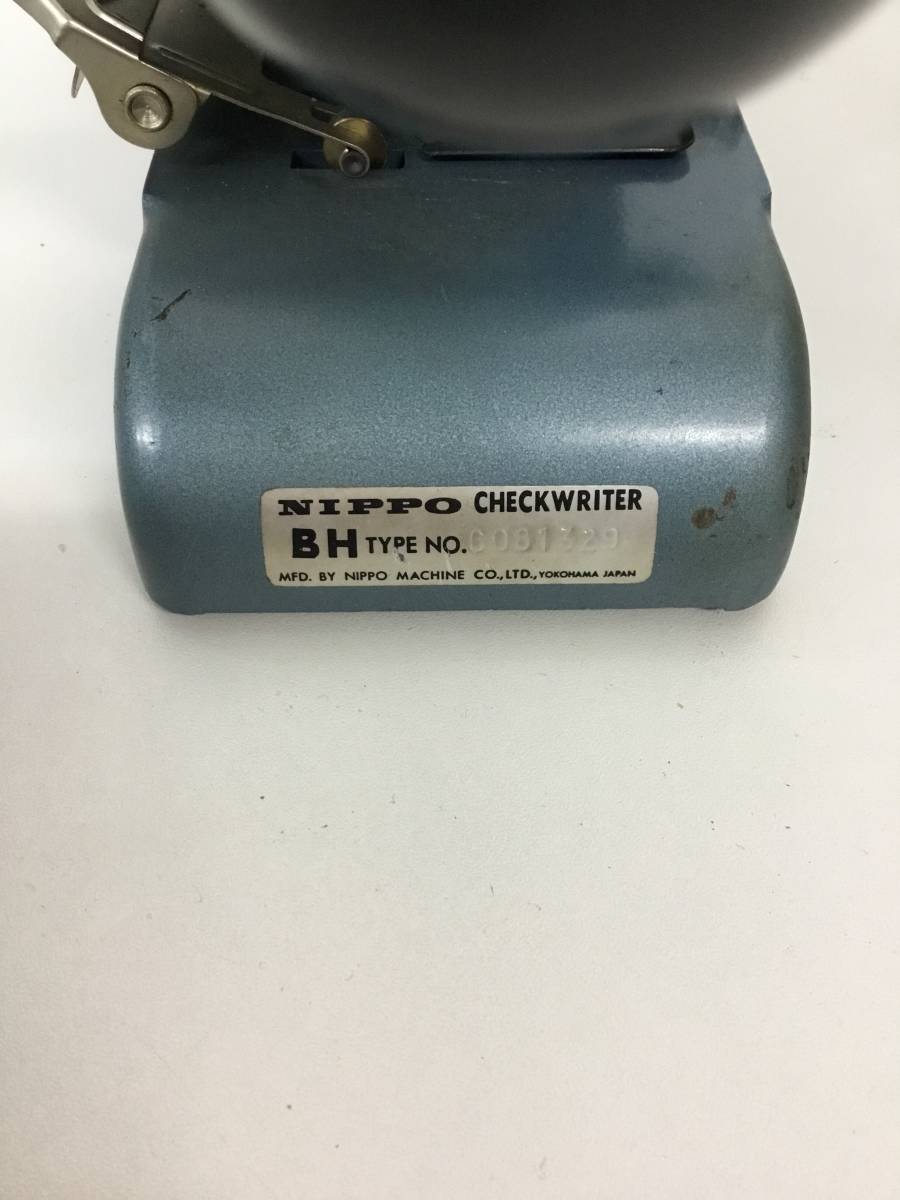 NIPPO CHECKWRITER
BH TYPE NO. C081329
MFD. BY NIPPO MACHINE CO.,LTD., YOKOHAMA JAPAN